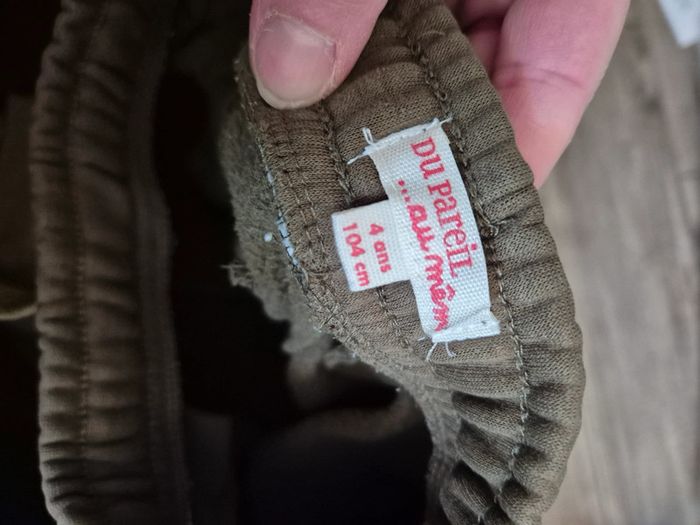 DU PAREIL
...au mêm
4 ans
104 cm